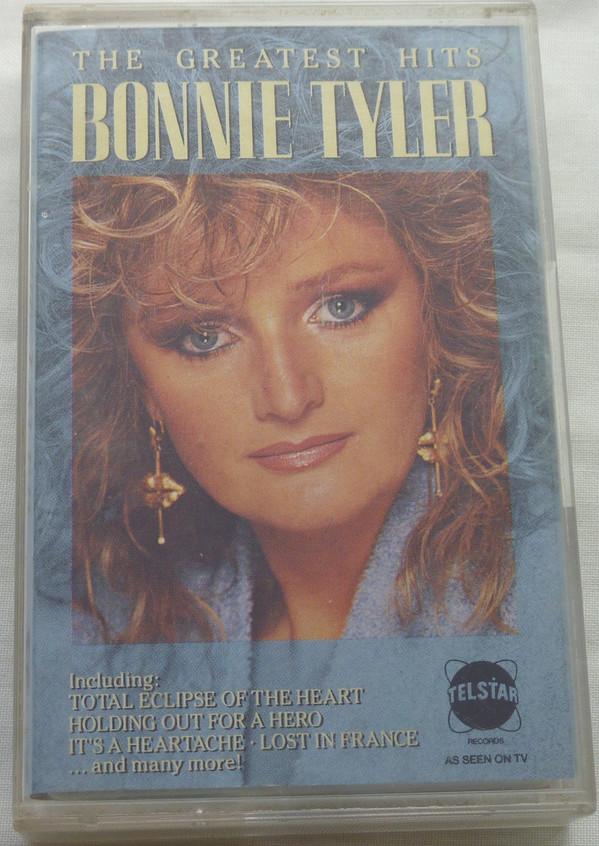 THE GREATEST HITS
BONNIE TYLER
Including:
TOTAL ECLIPSE OF THE HEART
HOLDING OUT FOR A HERO
IT'S A HEARTACHE · LOST IN FRANCE
...and many more!
TELSTAR
RECORDS
AS SEEN ON TV